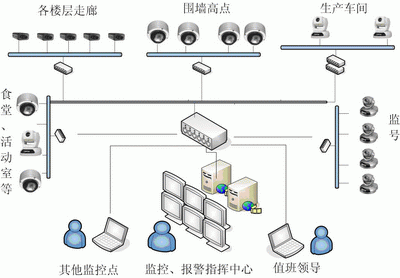 各楼层走廊
围墙高点
生产车间
食堂、活动室等
监号
其他监控点
监控、报警指挥中心
值班领导